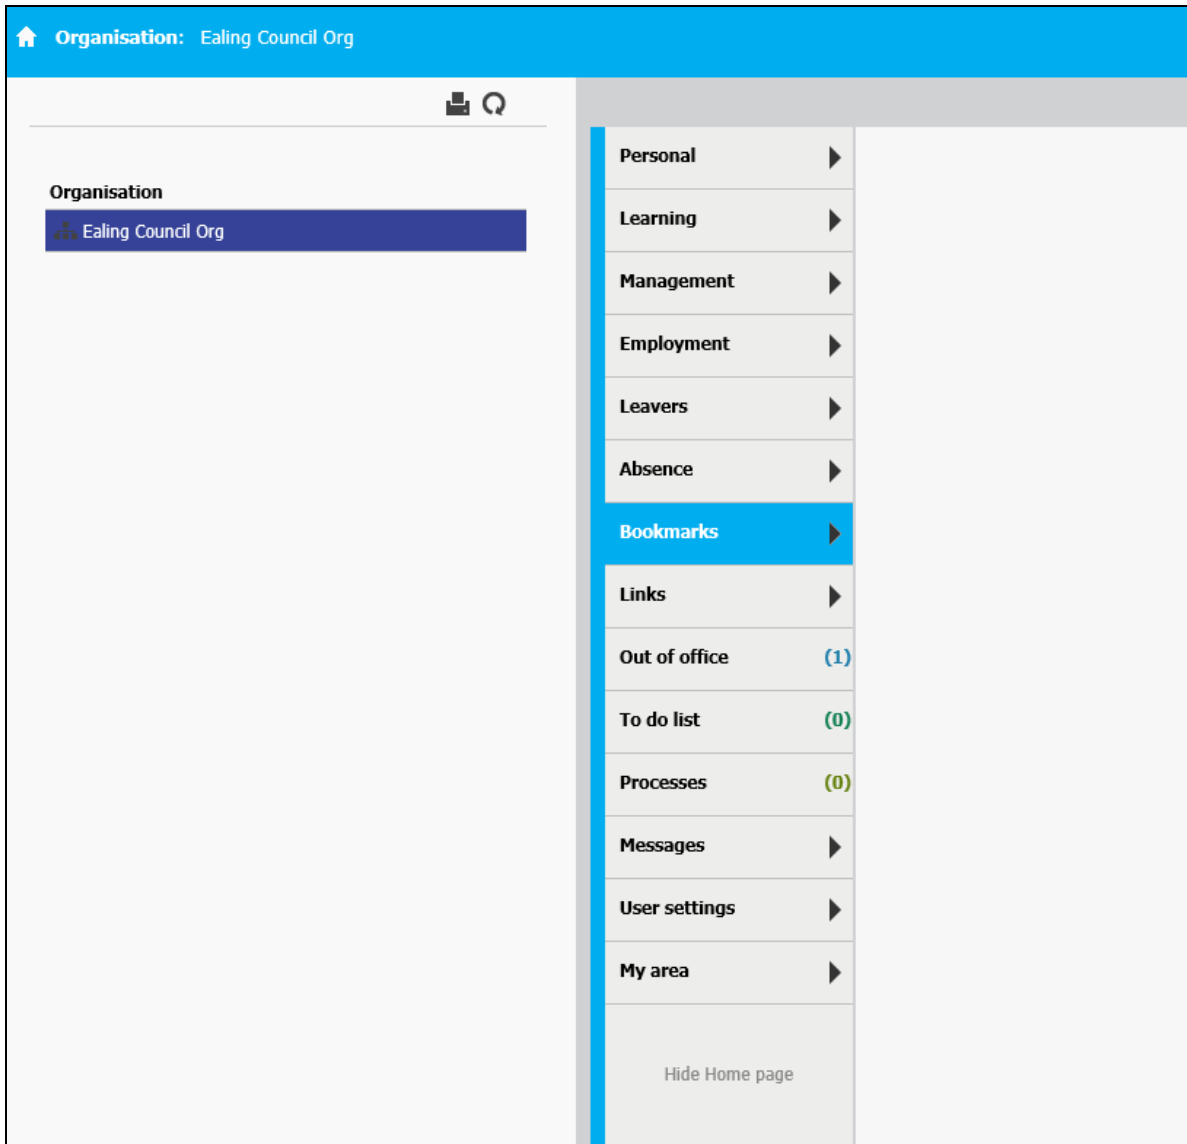 Organisation: Ealing Council Org
Organisation
Ealing Council Org
Personal
Learning
Management
Employment
Leavers
Absence
Bookmarks
Links
Out of office (1)
To do list (0)
Processes (0)
Messages
User settings
My area
Hide Home page